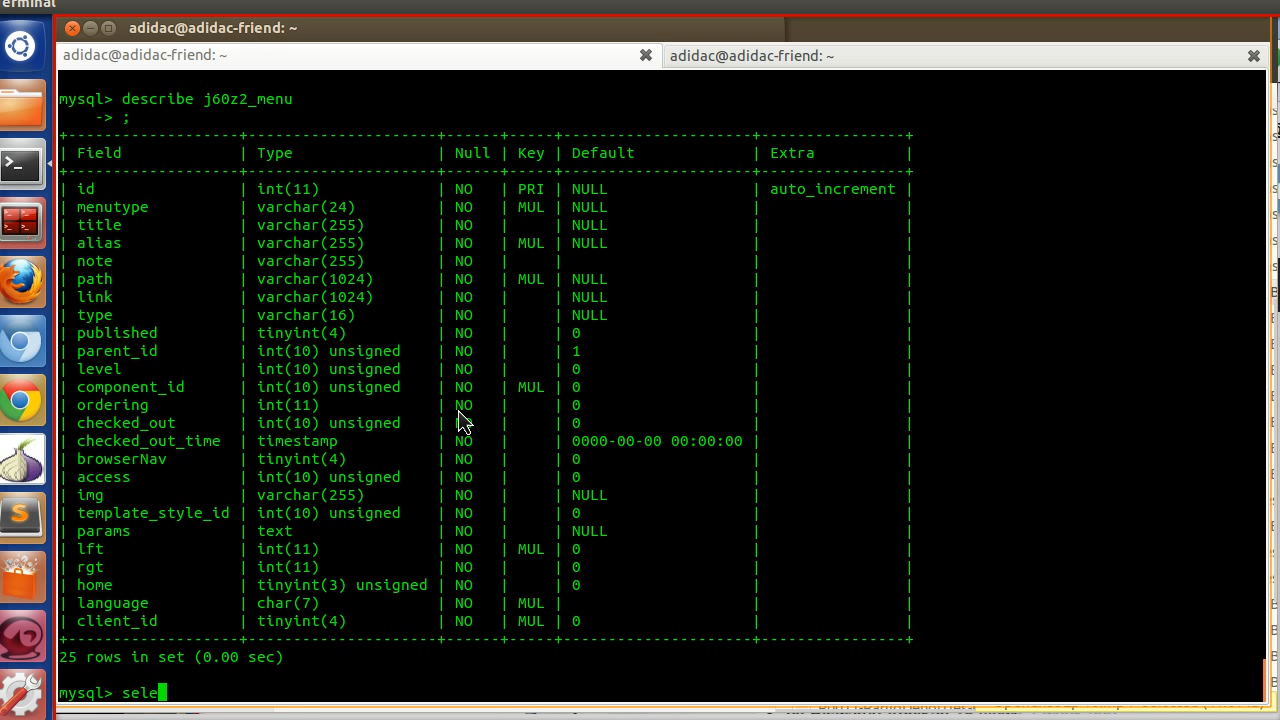 erminal
adidac@adidac-friend: ~
adidac@adidac-friend: ~
adidac@adidac-friend: ~
mysql> describe j60z2_menu
    -> ;
+--------------------+---------------------+------+-----+---------------------+----------------+
| Field              | Type                | Null | Key | Default             | Extra          |
+--------------------+---------------------+------+-----+---------------------+----------------+
| id                 | int(11)             | NO   | PRI | NULL                | auto_increment |
| menutype           | varchar(24)         | NO   | MUL | NULL                |                |
| title              | varchar(255)        | NO   |     | NULL                |                |
| alias              | varchar(255)        | NO   | MUL | NULL                |                |
| note               | varchar(255)        | NO   |     |                     |                |
| path               | varchar(1024)       | NO   | MUL | NULL                |                |
| link               | varchar(1024)       | NO   |     | NULL                |                |
| type               | varchar(16)         | NO   |     | NULL                |                |
| published          | tinyint(4)          | NO   |     | 0                   |                |
| parent_id          | int(10) unsigned    | NO   |     | 1                   |                |
| level              | int(10) unsigned    | NO   |     | 0                   |                |
| component_id       | int(10) unsigned    | NO   | MUL | 0                   |                |
| ordering           | int(11)             | NO   |     | 0                   |                |
| checked_out        | int(10) unsigned    | NO   |     | 0                   |                |
| checked_out_time   | timestamp           | NO   |     | 0000-00-00 00:00:00 |                |
| browserNav         | tinyint(4)          | NO   |     | 0                   |                |
| access             | int(10) unsigned    | NO   |     | 0                   |                |
| img                | varchar(255)        | NO   |     | NULL                |                |
| template_style_id  | int(10) unsigned    | NO   |     | 0                   |                |
| params             | text                | NO   |     | NULL                |                |
| lft                | int(11)             | NO   | MUL | 0                   |                |
| rgt                | int(11)             | NO   |     | 0                   |                |
| home               | tinyint(3) unsigned | NO   |     | 0                   |                |
| language           | char(7)             | NO   | MUL |                     |                |
| client_id          | tinyint(4)          | NO   | MUL | 0                   |                |
+--------------------+---------------------+------+-----+---------------------+----------------+
25 rows in set (0.00 sec)
mysql> sele